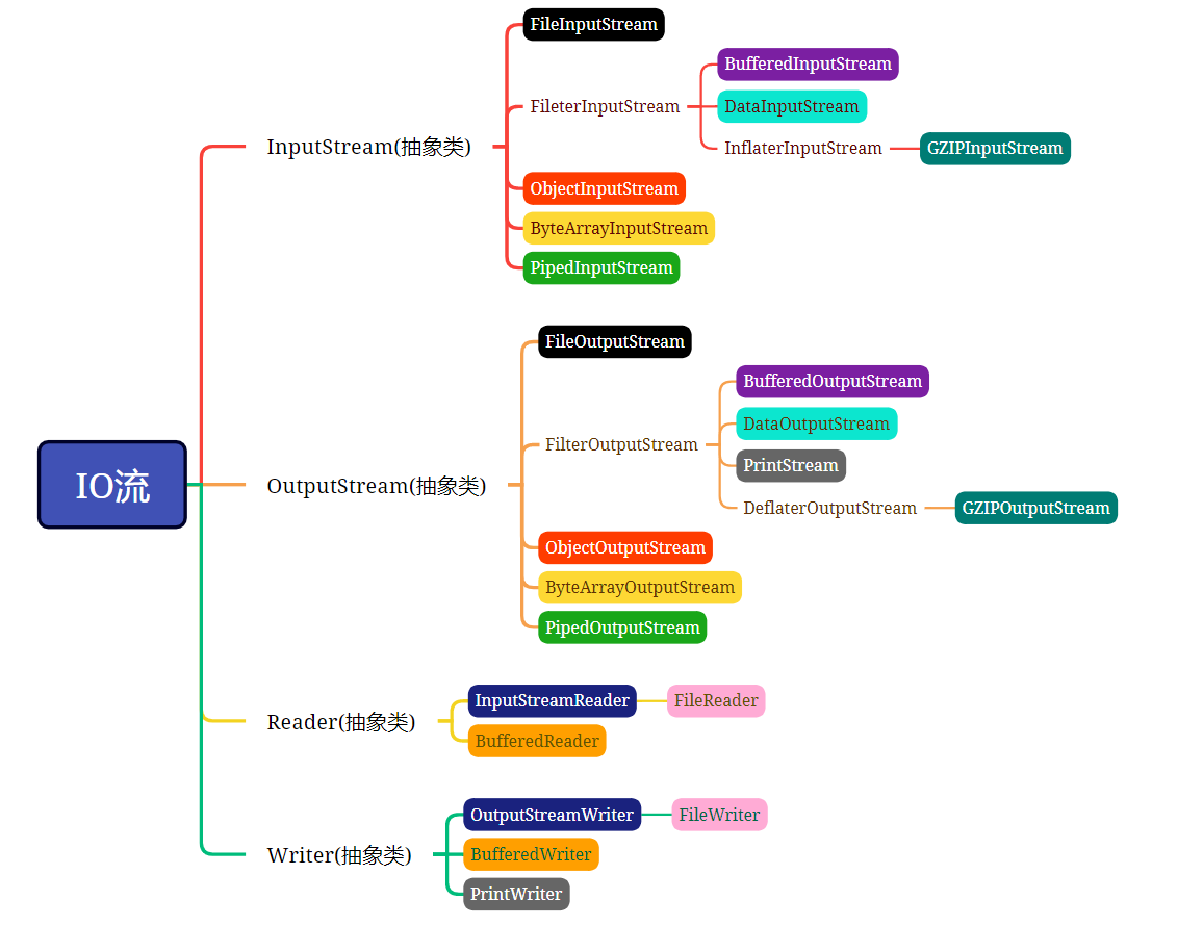 IO流
InputStream(抽象类)
FileInputStream
FileterInputStream
BufferedInputStream
DataInputStream
InflaterInputStream
GZIPInputStream
ObjectInputStream
ByteArrayInputStream
PipedInputStream
OutputStream(抽象类)
FileOutputStream
FilterOutputStream
BufferedOutputStream
DataOutputStream
PrintStream
DeflaterOutputStream
GZIPOutputStream
ObjectOutputStream
ByteArrayOutputStream
PipedOutputStream
Reader(抽象类)
InputStreamReader
FileReader
BufferedReader
Writer(抽象类)
OutputStreamWriter
FileWriter
BufferedWriter
PrintWriter